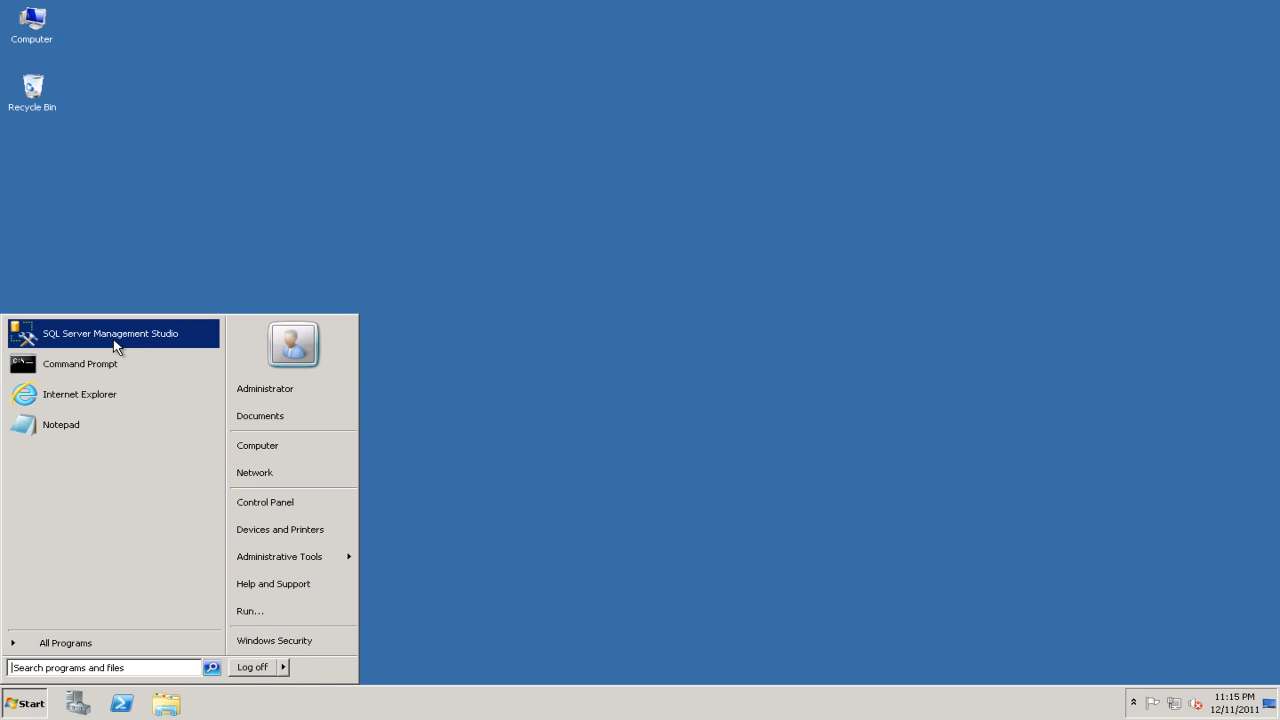 Computer
Recycle Bin
SQL Server Management Studio
Command Prompt
Internet Explorer
Notepad
All Programs
Search programs and files
Administrator
Documents
Computer
Network
Control Panel
Devices and Printers
Administrative Tools
Help and Support
Run...
Windows Security
Log off
Start
11:15 PM
12/11/2011